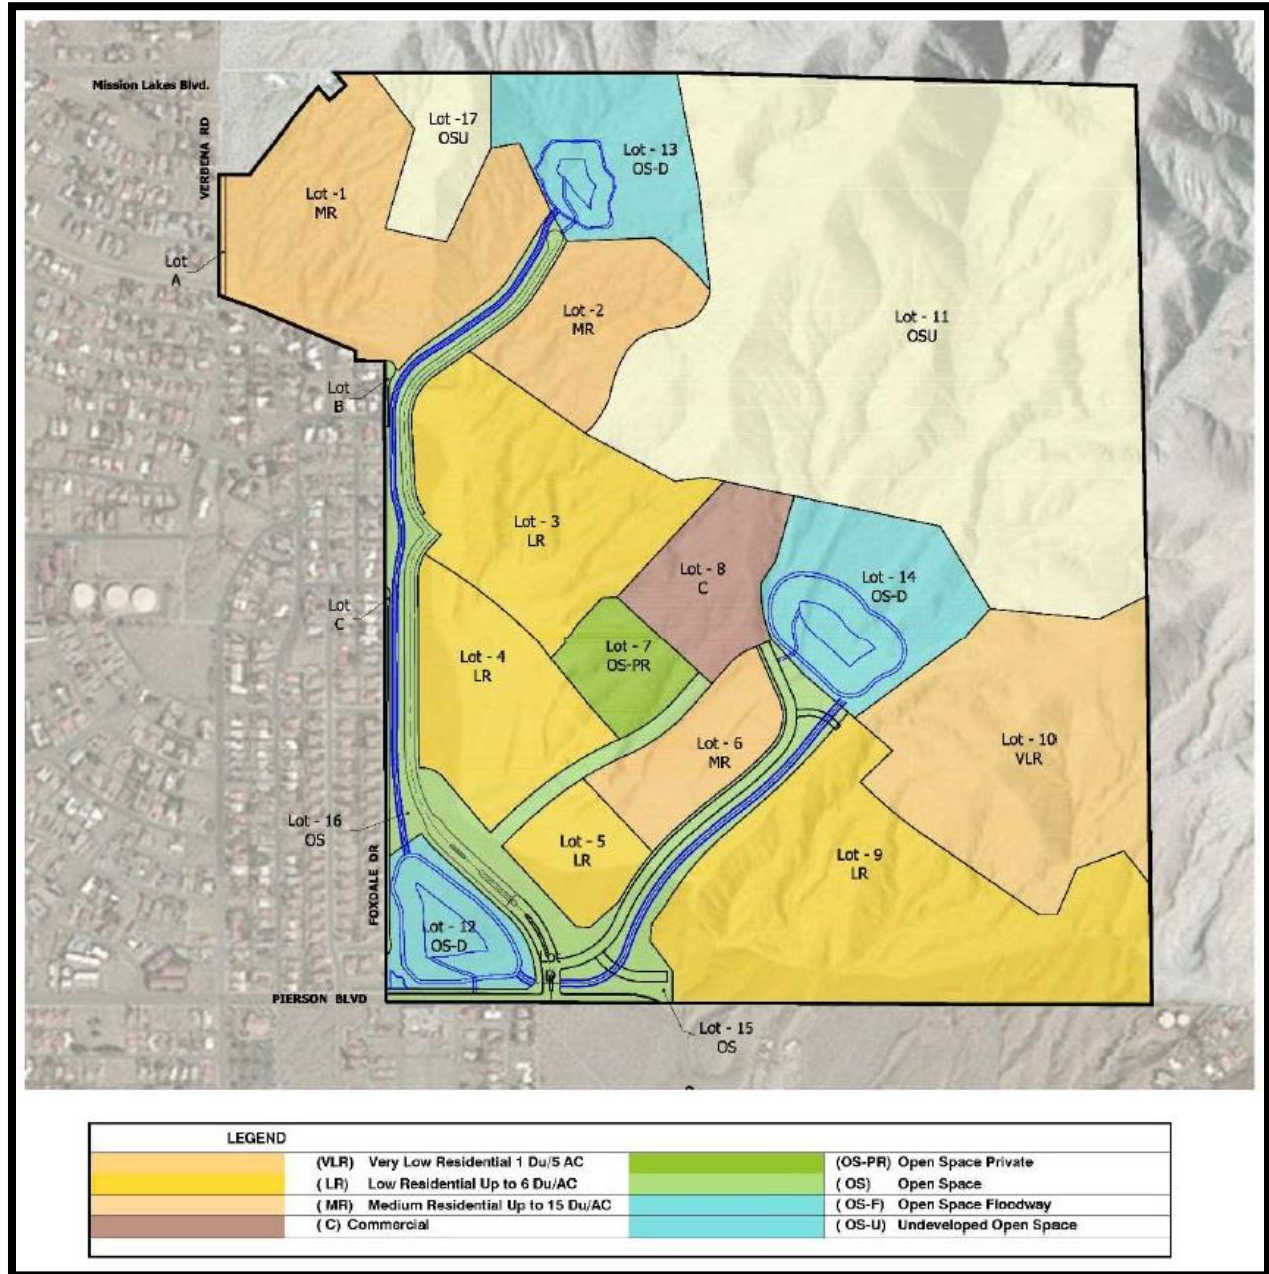 Mission Lakes Blvd.
VERBENA RD
Lot -17
OSU
Lot - 13
OS-D
Lot -1
MR
Lot
A
Lot -2
MR
Lot - 11
OSU
Lot
B
Lot - 3
LR
Lot - 8
C
Lot - 14
OS-D
Lot
C
Lot - 4
LR
Lot - 7
OS-PR
Lot - 6
MR
Lot - 10
VLR
Lot - 16
OS
Lot - 5
LR
Lot - 9
LR
FOXDALE DR
Lot - 12
OS-D
Lot
D
PIERSON BLVD
Lot - 15
OS
LEGEND
(VLR) Very Low Residential 1 Du/5 AC
( LR) Low Residential Up to 6 Du/AC
( MR) Medium Residential Up to 15 Du/AC
( C) Commercial
(OS-PR) Open Space Private
( OS) Open Space
( OS-F) Open Space Floodway
( OS-U) Undeveloped Open Space